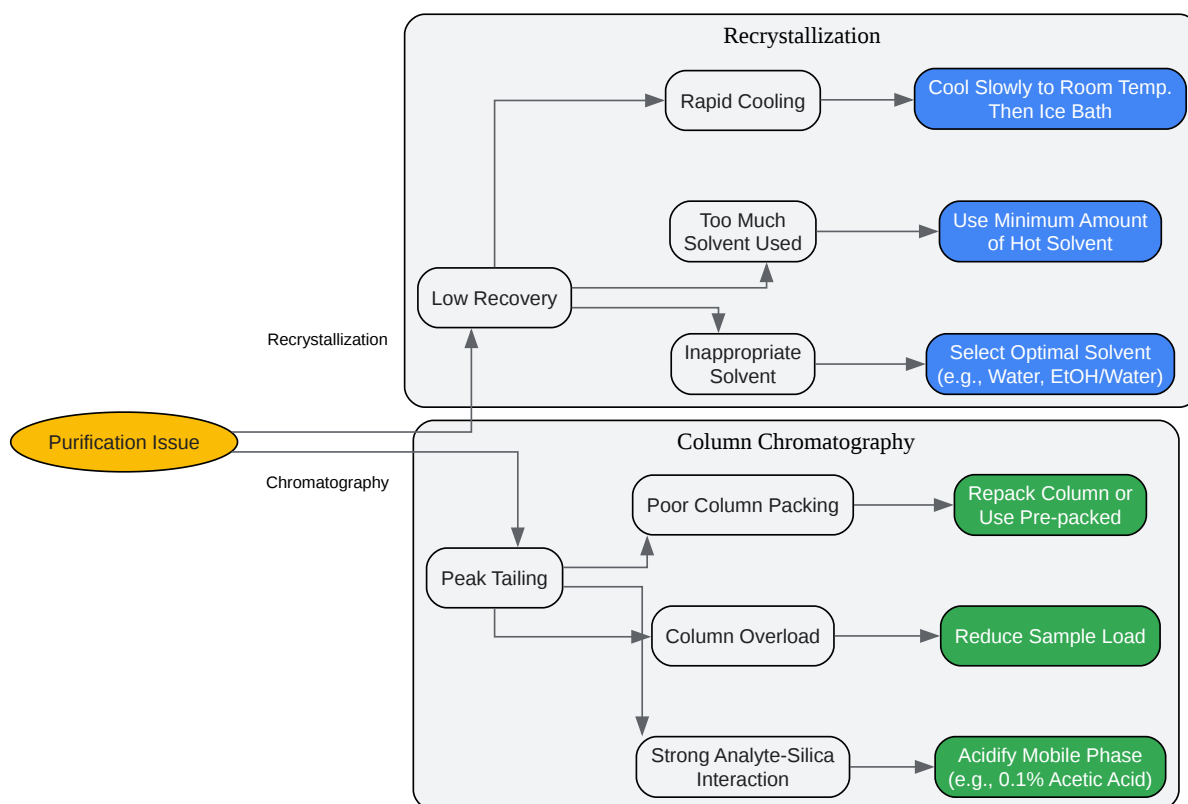 Recrystallization
Rapid Cooling
Cool Slowly to Room Temp.
Then Ice Bath
Too Much
Solvent Used
Use Minimum Amount
of Hot Solvent
Low Recovery
Recrystallization
Inappropriate
Solvent
Select Optimal Solvent
(e.g., Water, EtOH/Water)
Purification Issue
Chromatography
Column Chromatography
Poor Column Packing
Repack Column or
Use Pre-packed
Peak Tailing
Column Overload
Reduce Sample Load
Strong Analyte-Silica
Interaction
Acidify Mobile Phase
(e.g., 0.1% Acetic Acid)